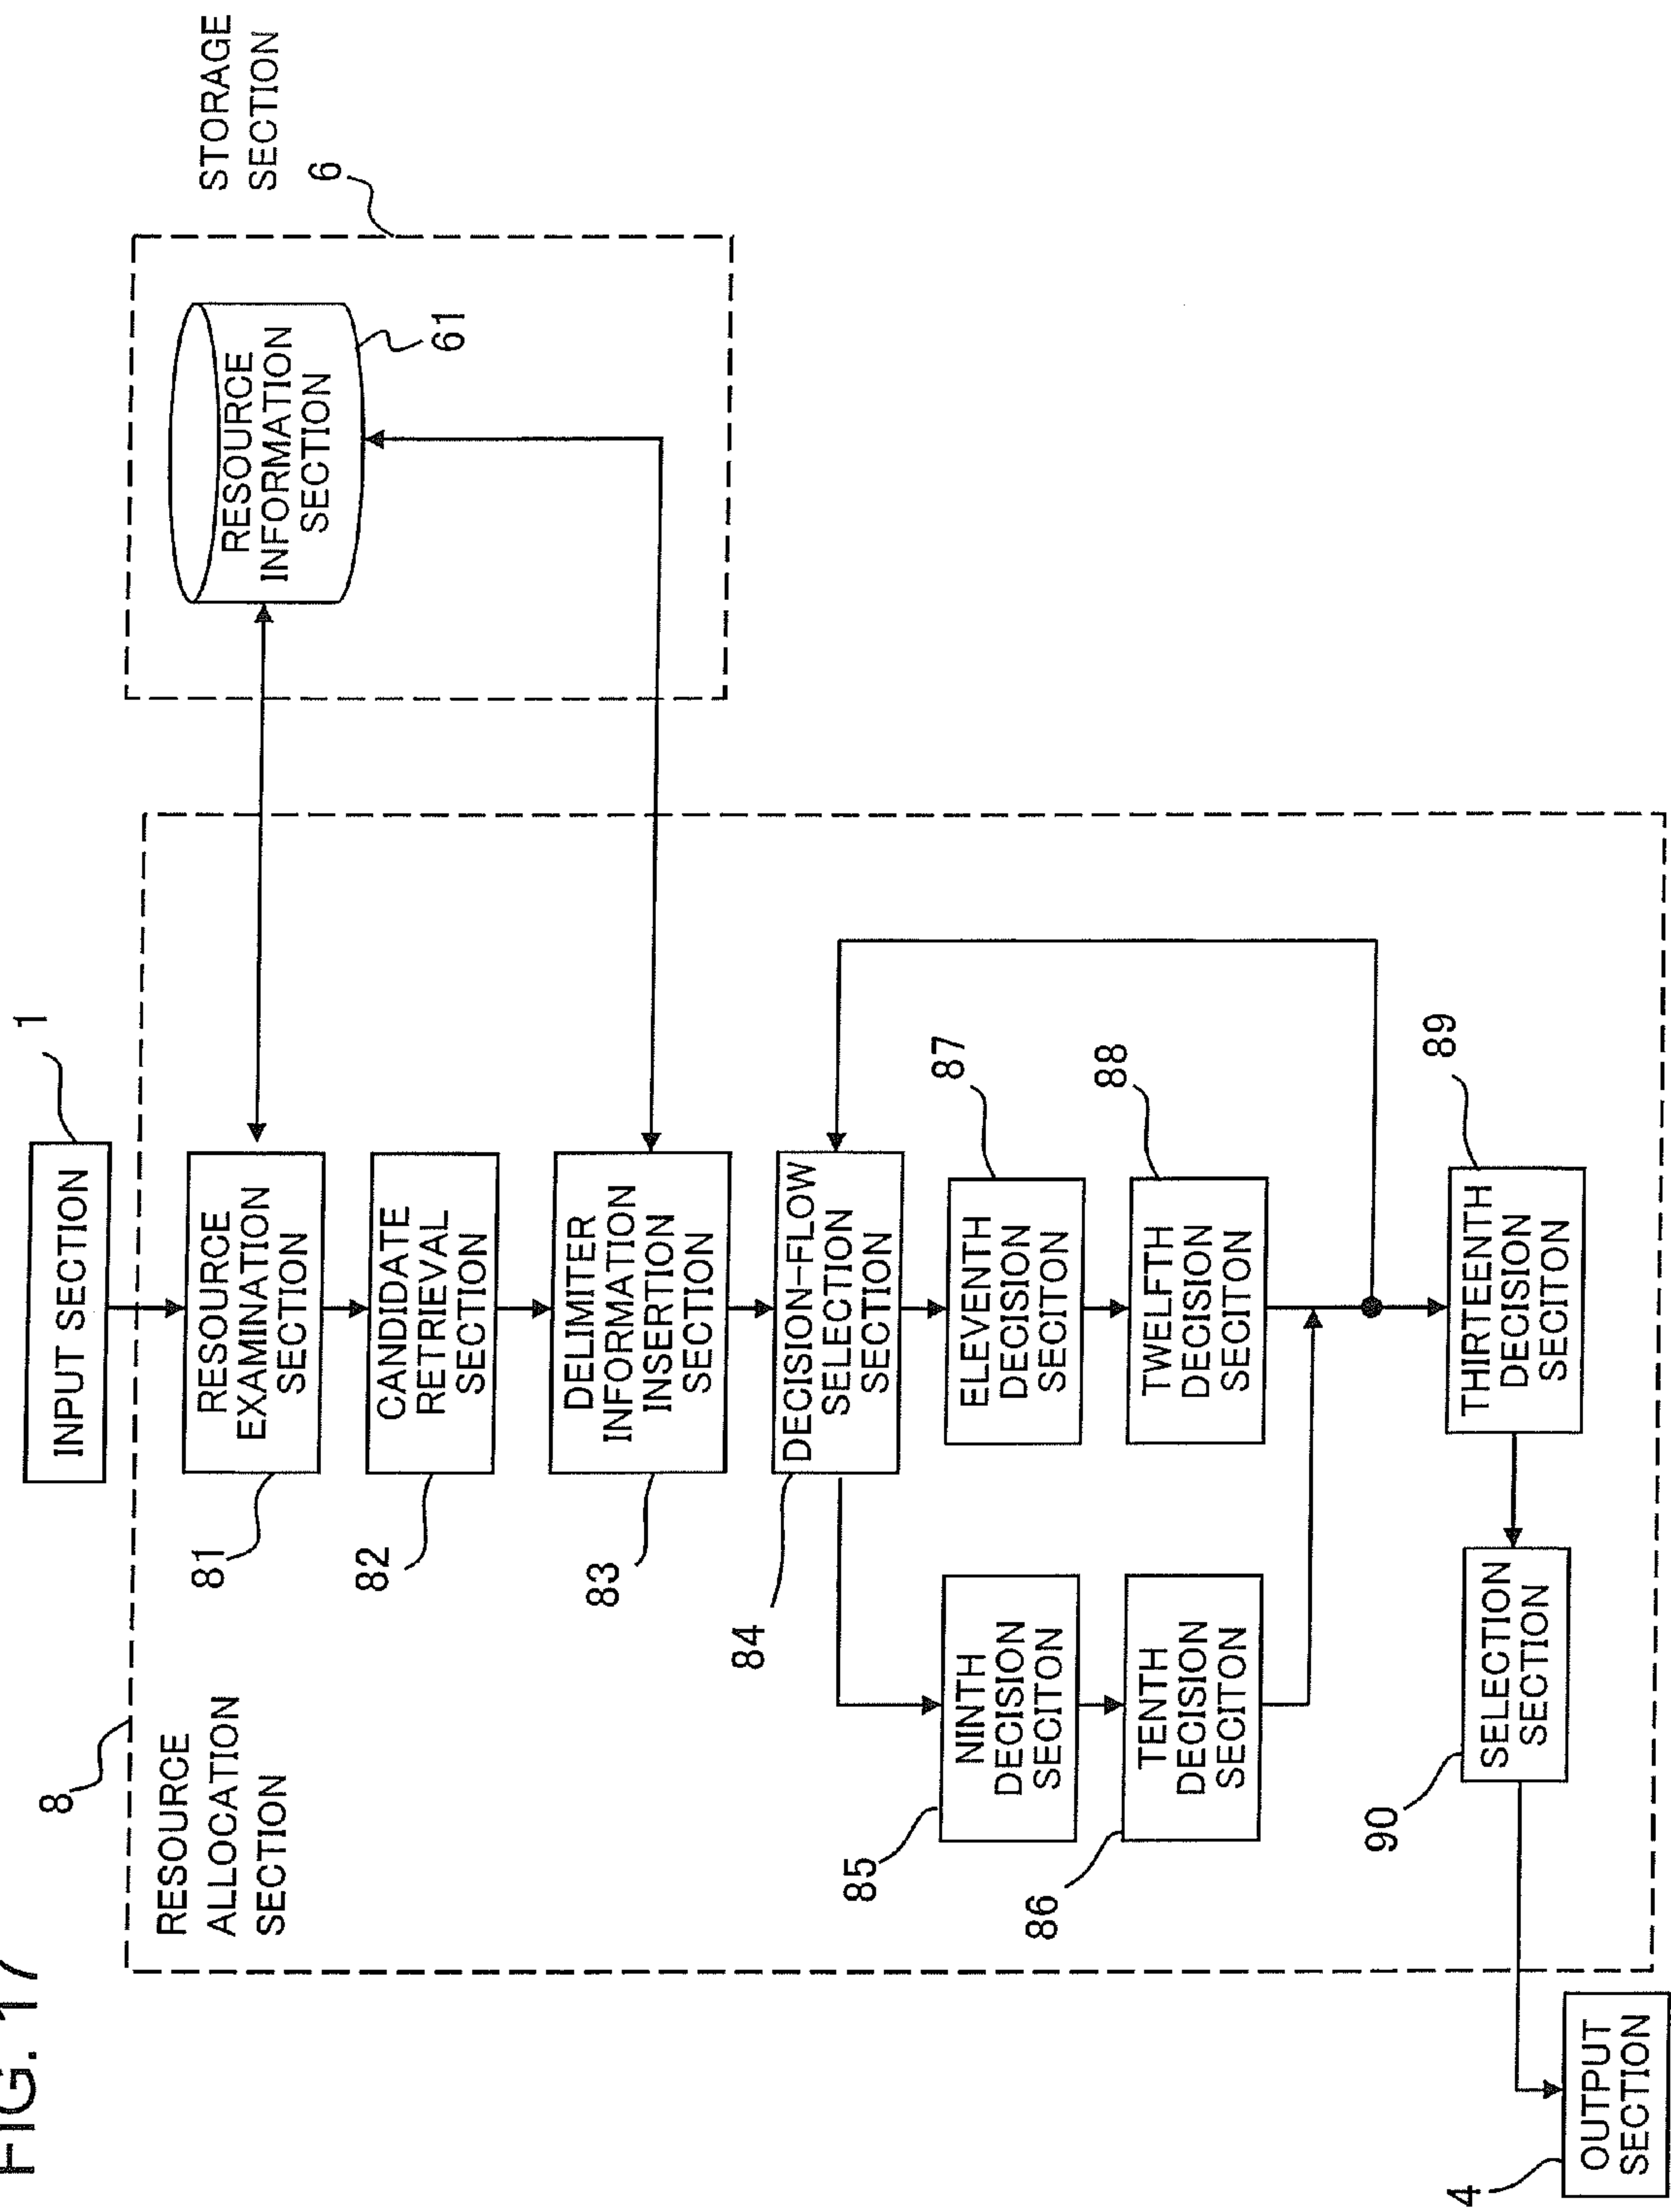 FIG. 17
1
INPUT SECTION
8
RESOURCE
ALLOCATION
SECTION
STORAGE
SECTION
6
RESOURCE
INFORMATION
SECTION
61
RESOURCE
EXAMINATION
SECTION
81
CANDIDATE
RETRIEVAL
SECTION
82
DELIMITER
INFORMATION
INSERTION
SECTION
83
DECISION-FLOW
SELECTION
SECTION
84
NINTH
DECISION
SECITON
85
ELEVENTH
DECISION
SECITON
87
TENTH
DECISION
SECITON
86
TWELFTH
DECISION
SECITON
88
THIRTEENTH
DECISION
SECITON
89
SELECTION
SECTION
90
OUTPUT
SECTION
4